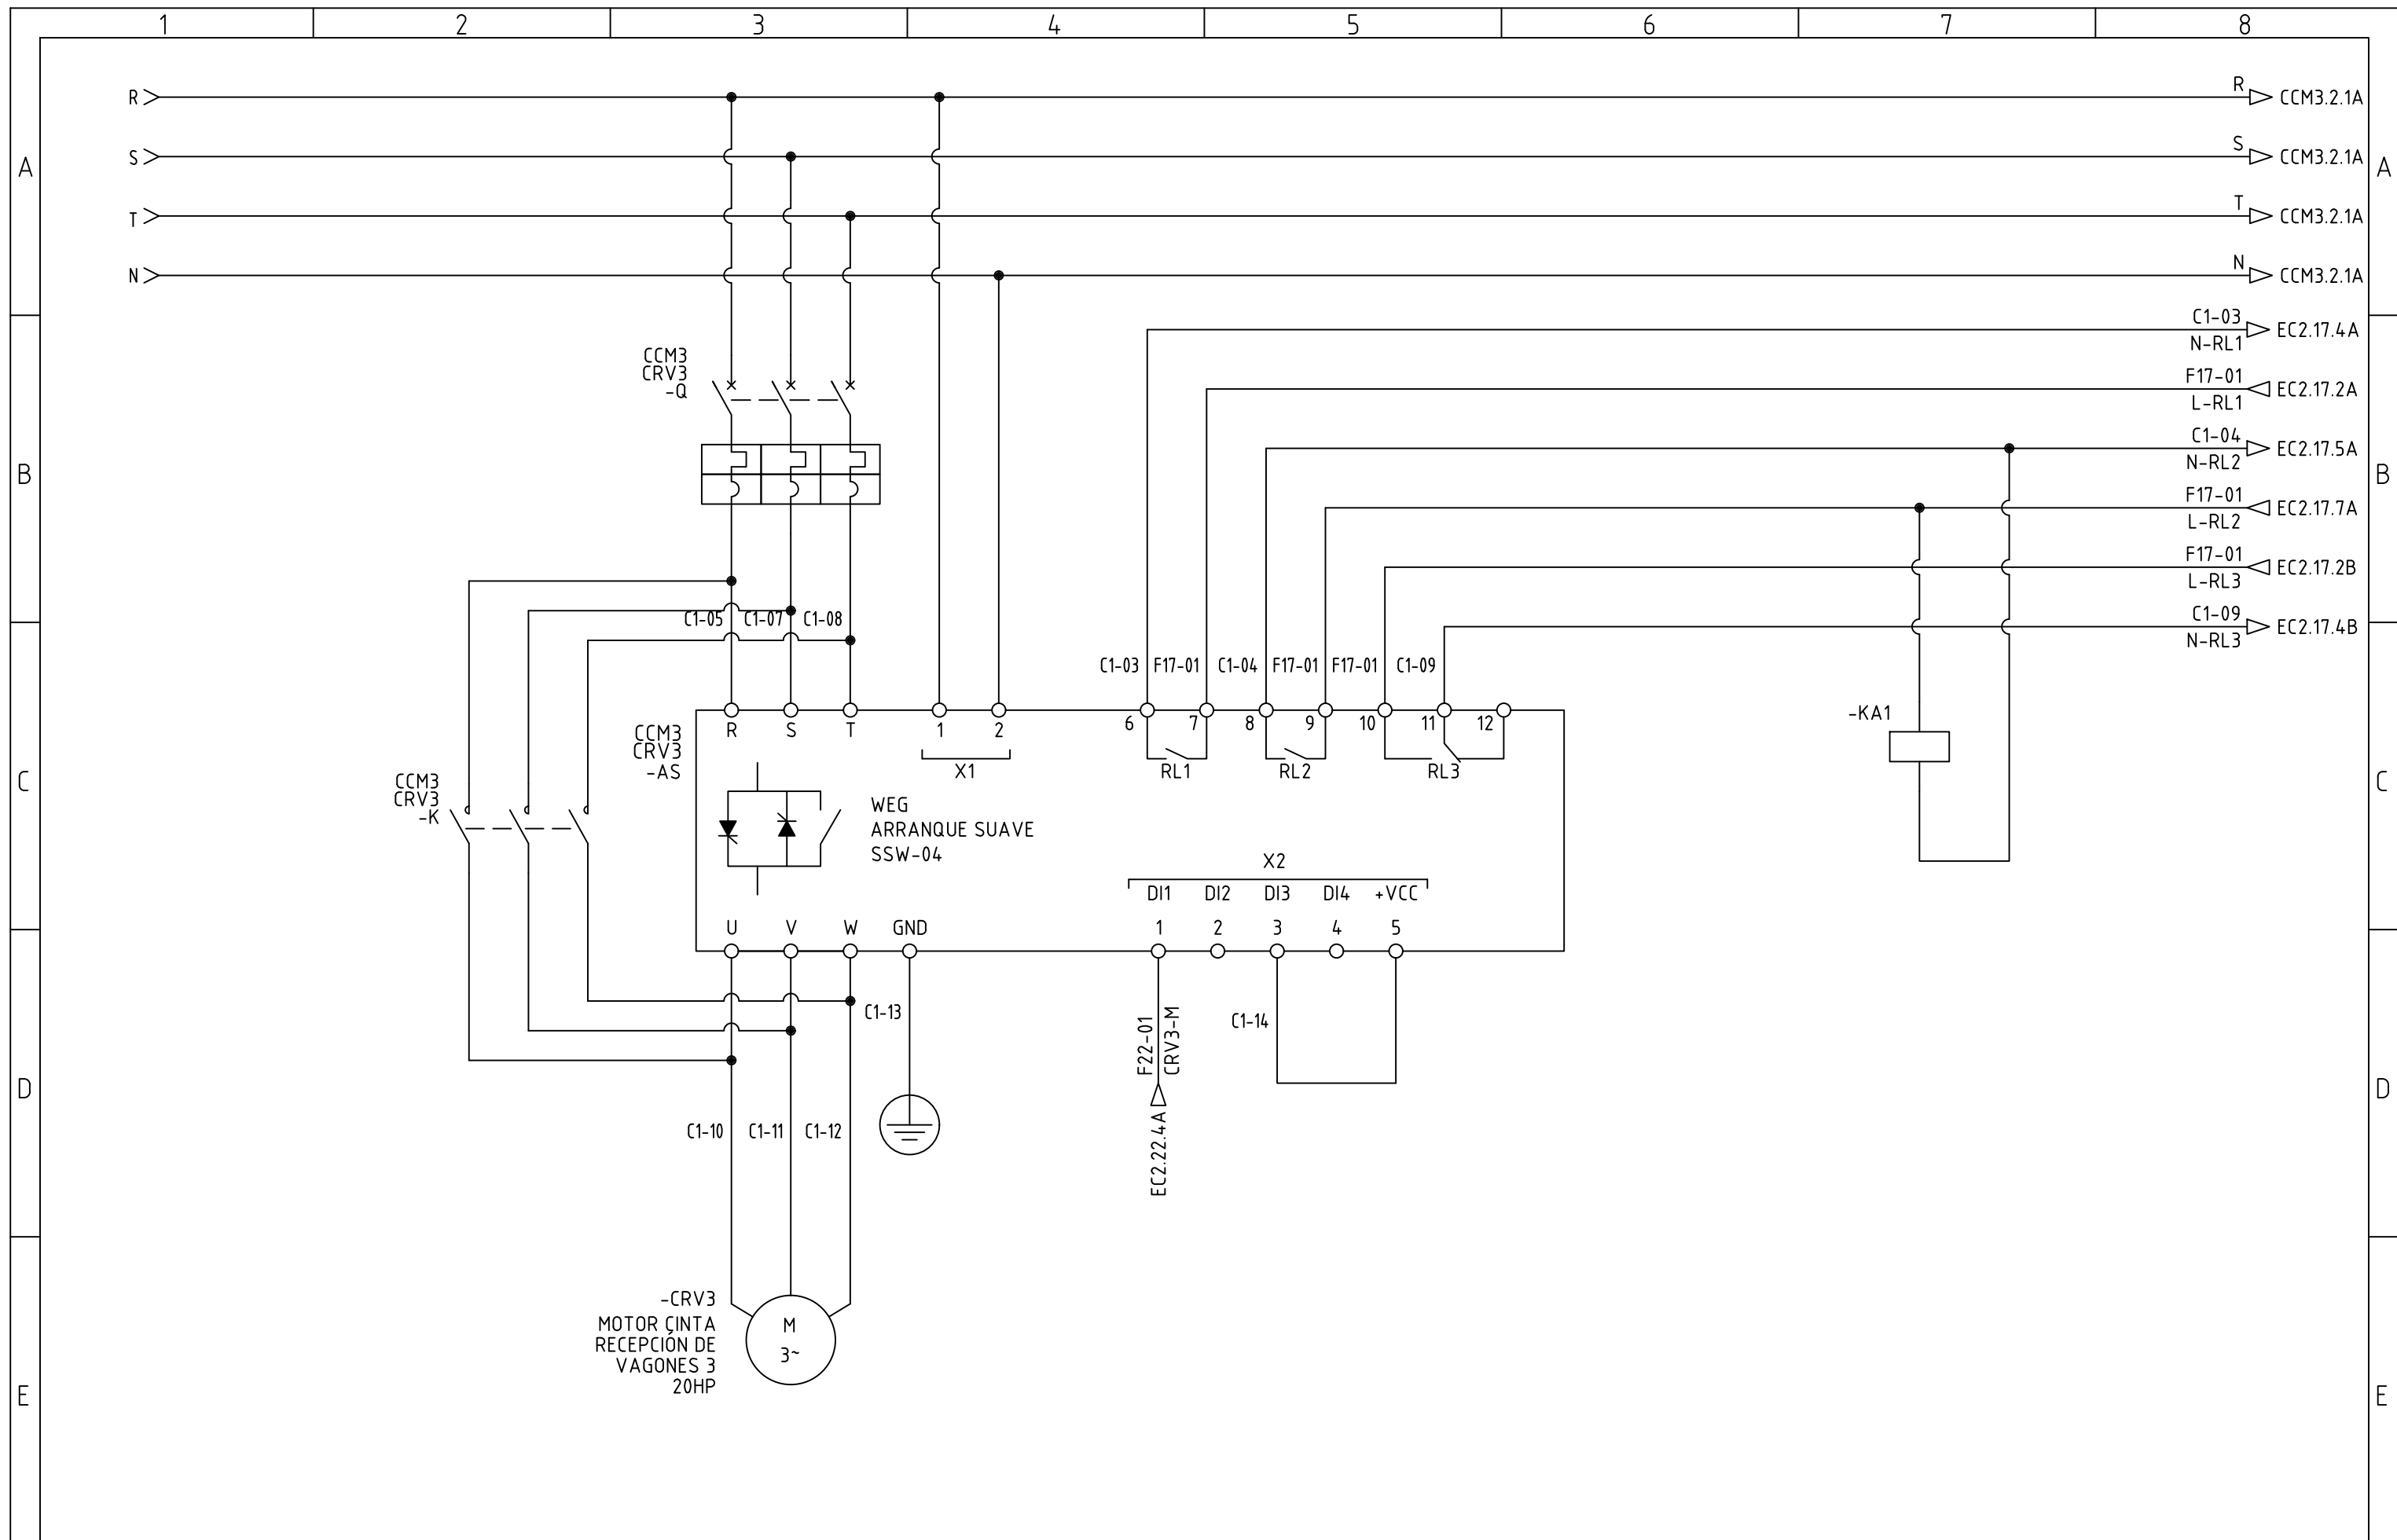 1 2 3 4 5 6 7 8
R
R CCM3.2.1A
S
S CCM3.2.1A
A
A
T
T CCM3.2.1A
N
N CCM3.2.1A
C1-03
N-RL1
EC2.17.4A
CCM3
CRV3
-Q
F17-01
L-RL1
EC2.17.2A
C1-04
N-RL2
EC2.17.5A
B
B
F17-01
L-RL2
EC2.17.7A
F17-01
L-RL3
EC2.17.2B
C1-09
N-RL3
EC2.17.4B
C1-05 C1-07 C1-08
C1-03 F17-01 C1-04 F17-01 F17-01 C1-09
-KA1
CCM3
CRV3
-AS
R S T 1 2 6 7 8 9 10 11 12
X1 RL1 RL2 RL3
C
C
CCM3
CRV3
-K
WEG
ARRANQUE SUAVE
SSW-04
X2
DI1 DI2 DI3 DI4 +VCC
U V W GND 1 2 3 4 5
C1-13
F22-01
CRV3-M
EC2.22.4A
C1-14
D
D
C1-10 C1-11 C1-12
-CRV3
MOTOR CINTA
RECEPCIÓN DE
VAGONES 3
20HP
M
3~
E
E